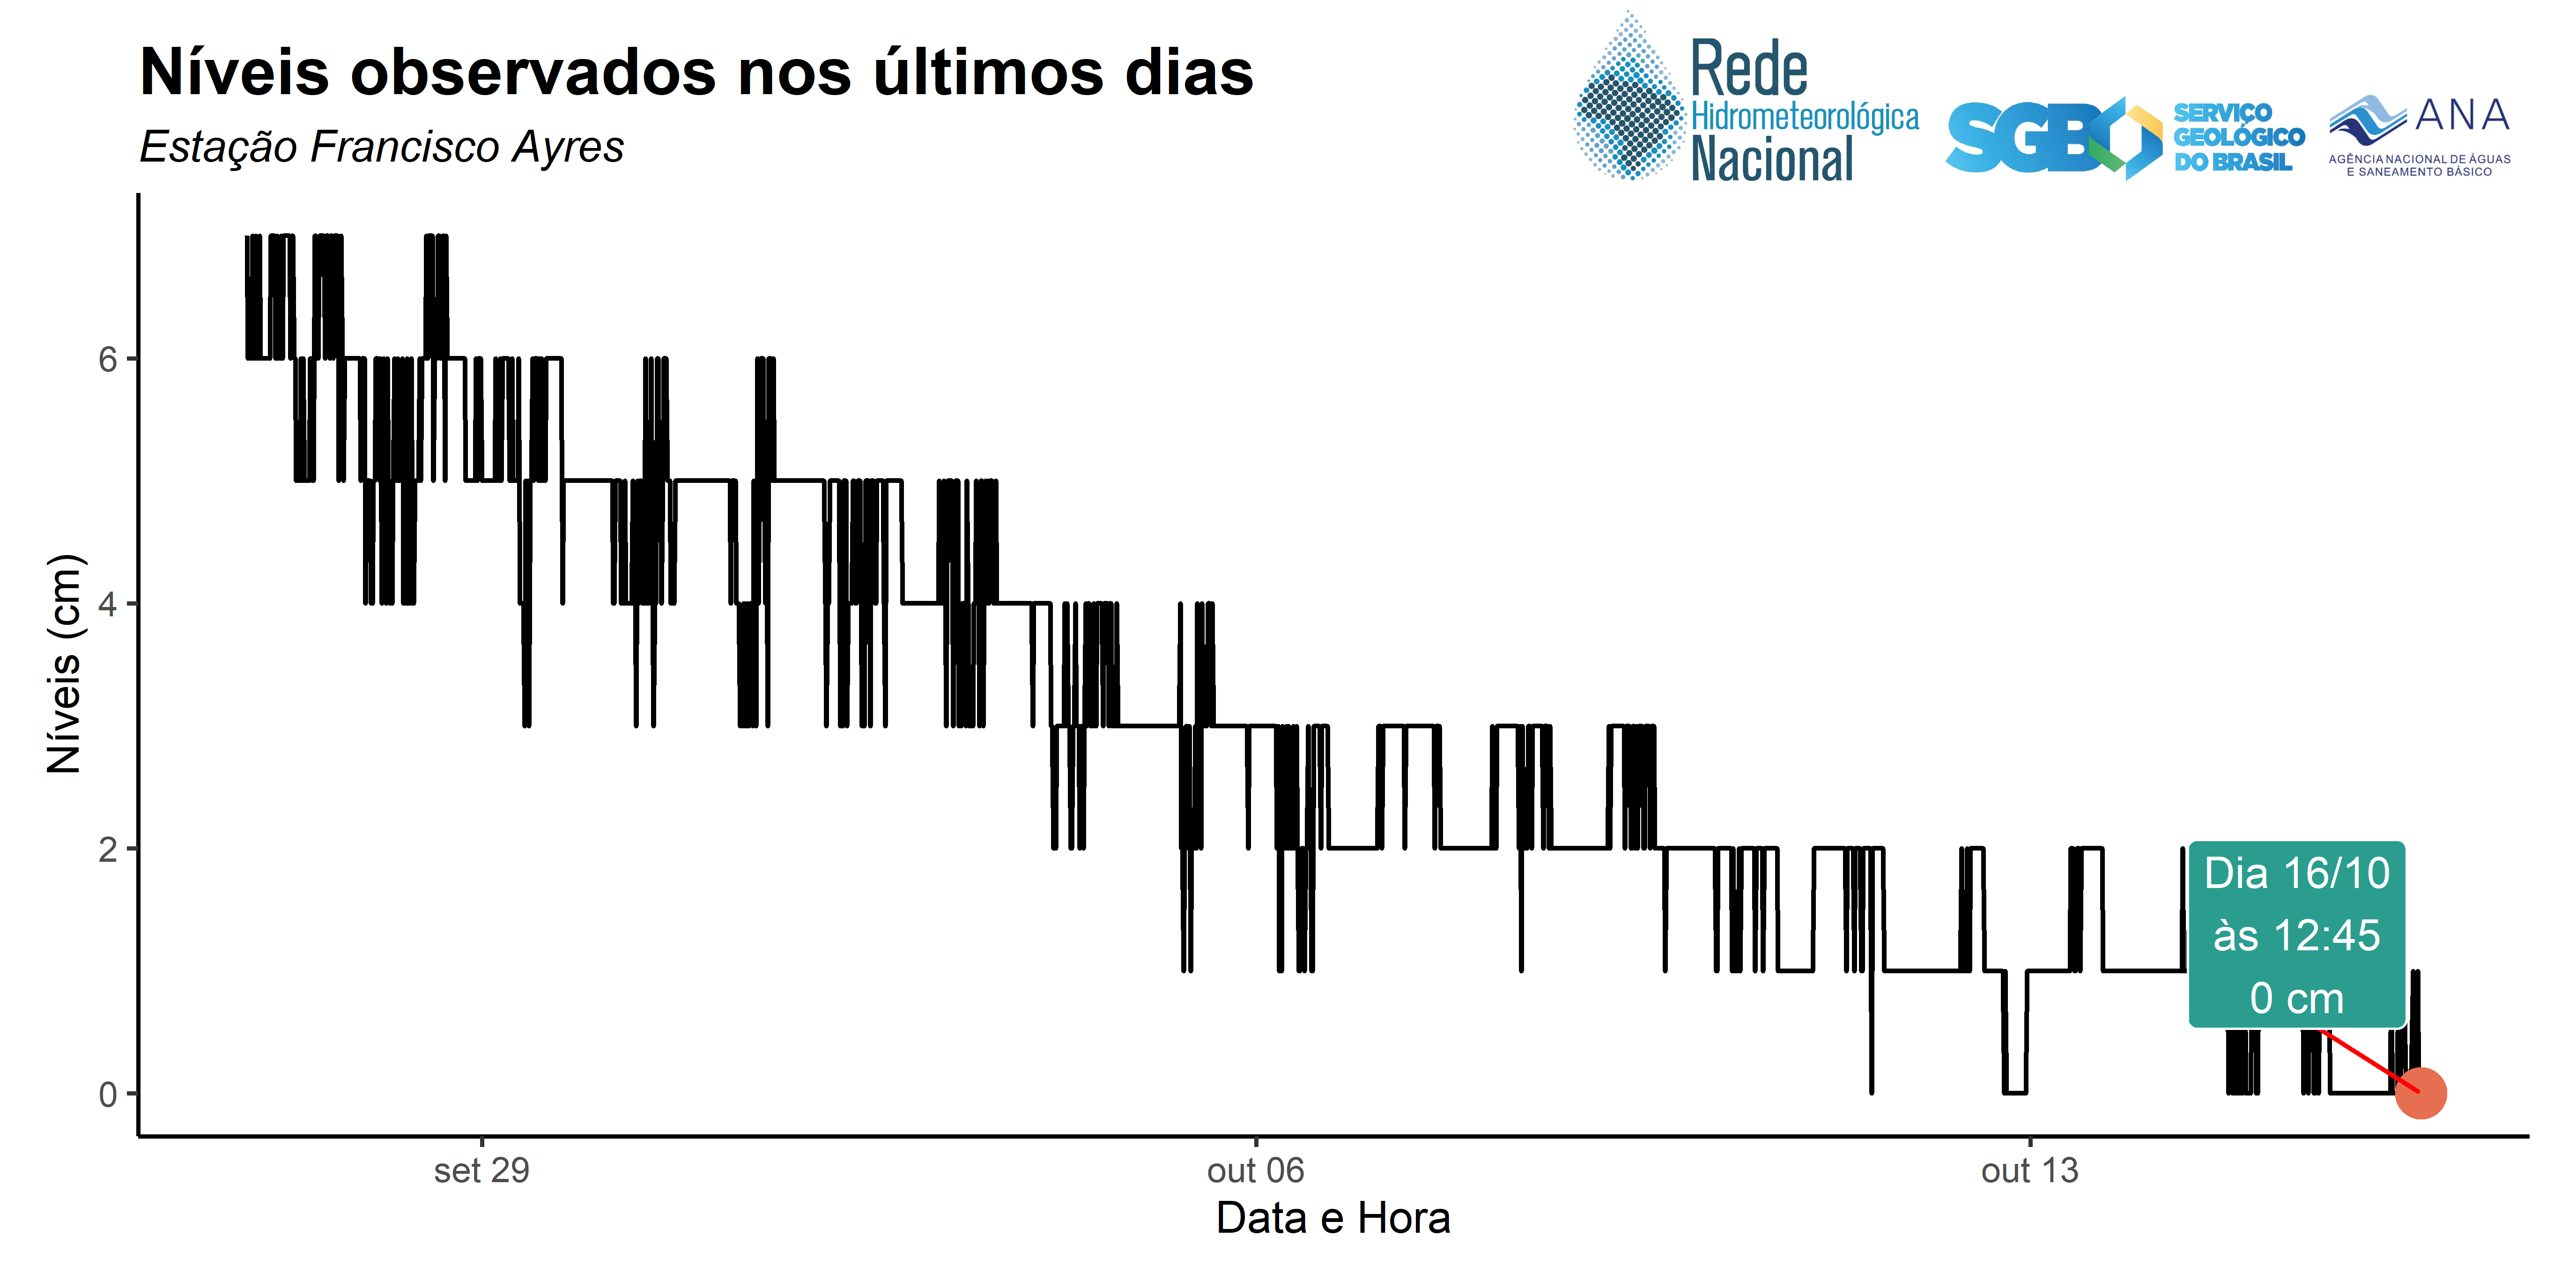 Níveis observados nos últimos dias
Estação Francisco Ayres
Rede
Hidrometeorológica
Nacional
SGB
SERVIÇO
GEOLÓGICO
DO BRASIL
ANA
AGÊNCIA NACIONAL DE ÁGUAS
E SANEAMENTO BÁSICO
Níveis (cm)
6
4
2
0
Dia 16/10
às 12:45
0 cm
set 29
out 06
out 13
Data e Hora